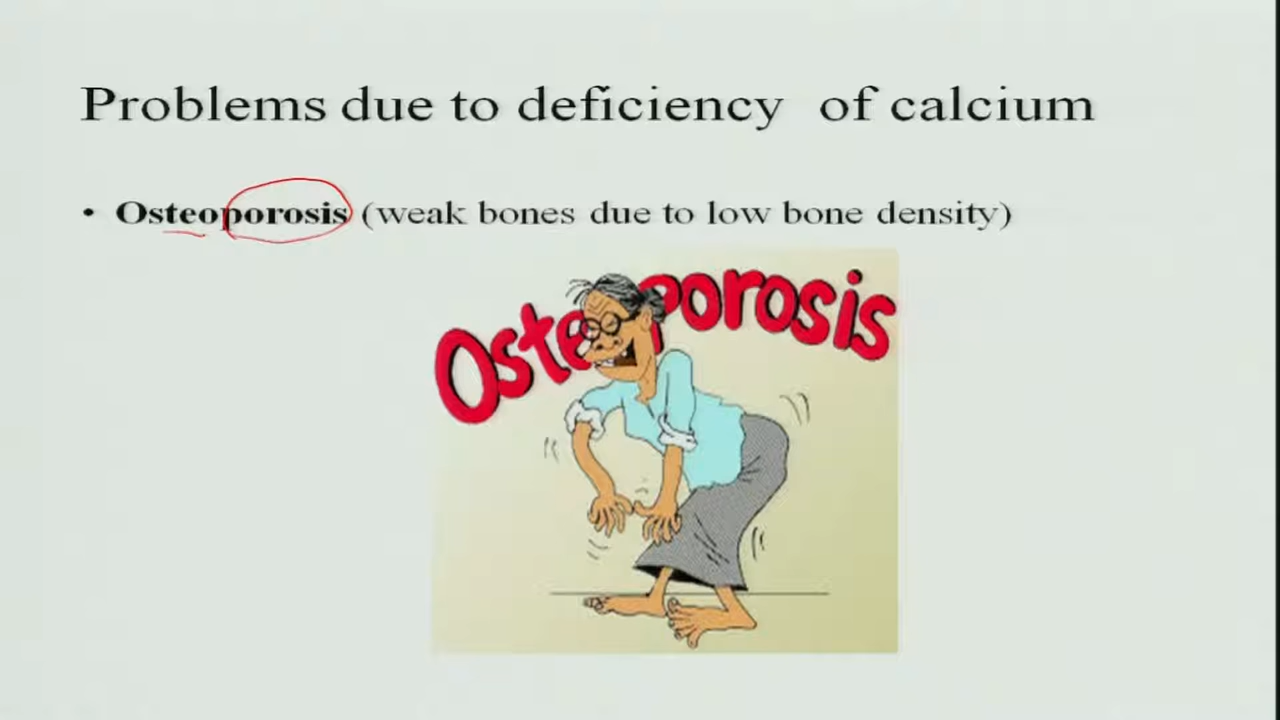 Problems due to deficiency of calcium
• Osteoporosis (weak bones due to low bone density)
Osteoporosis